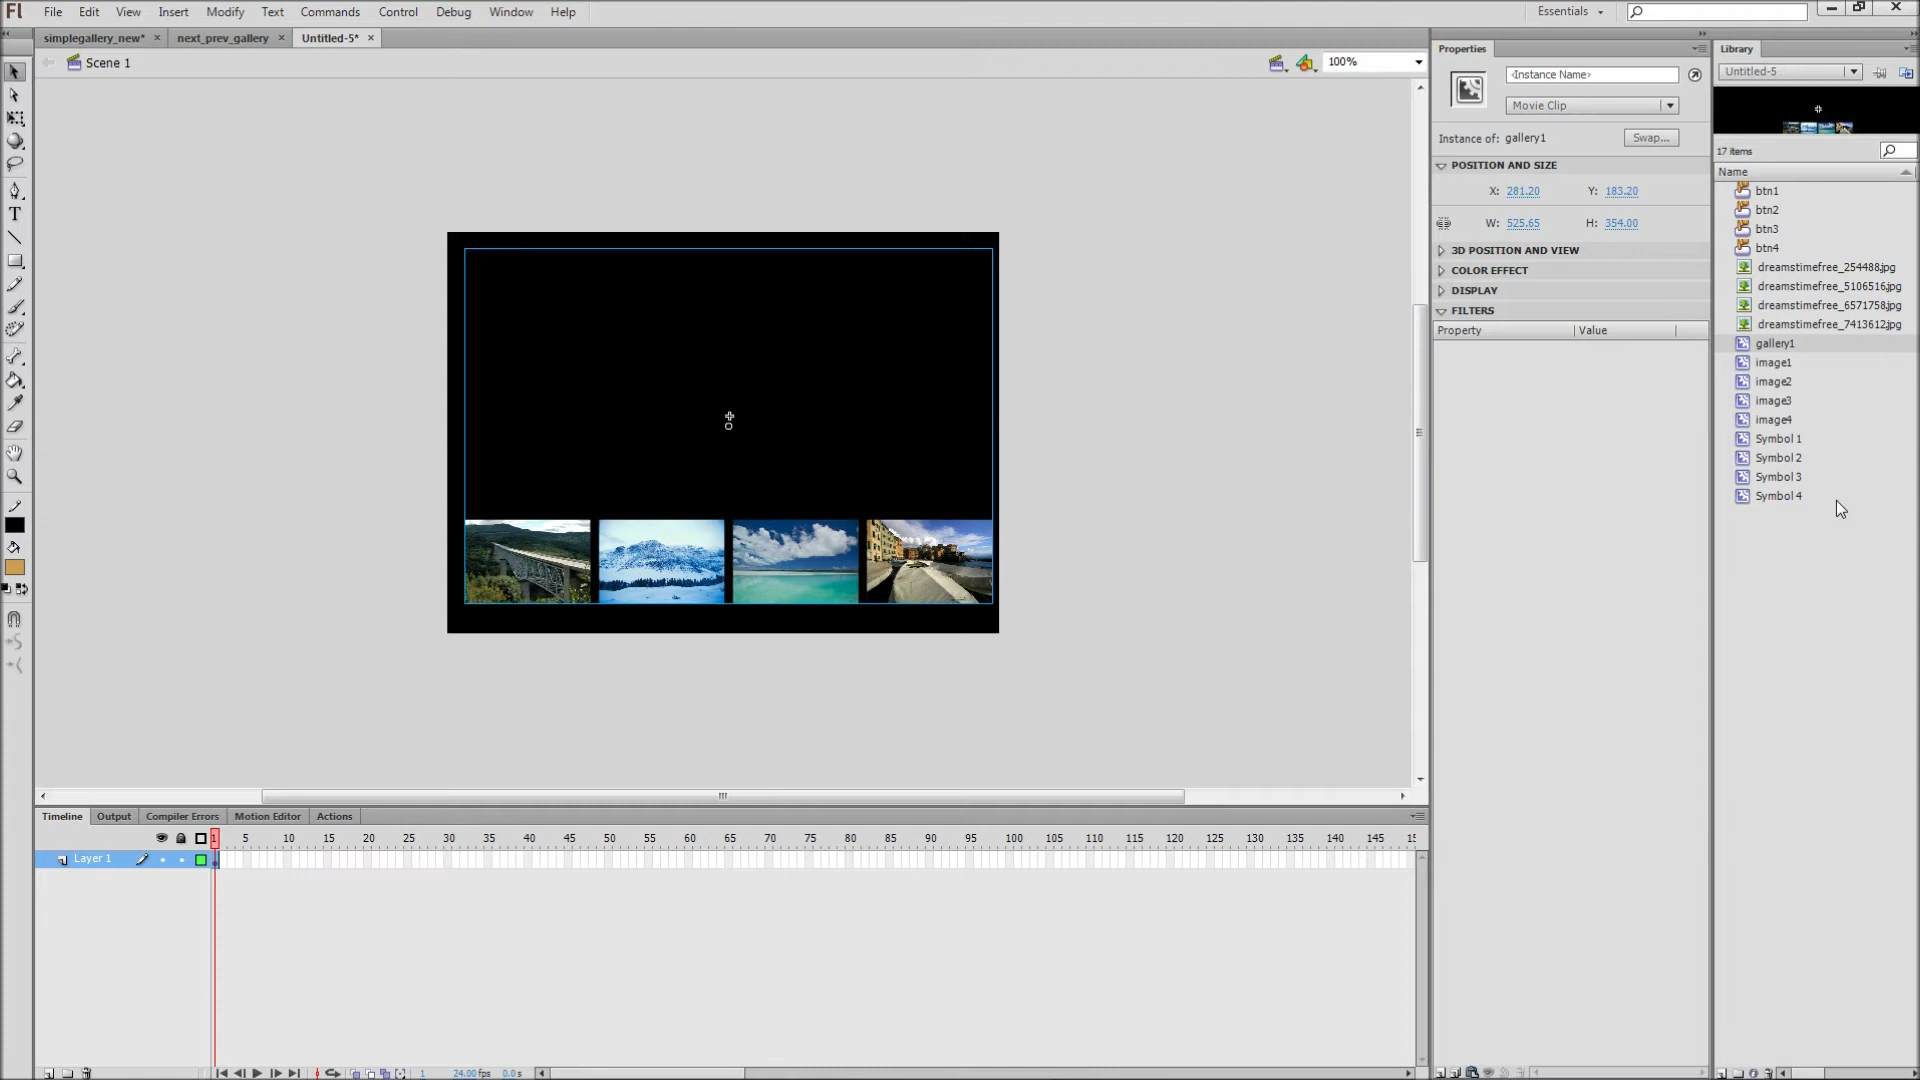 Fl File Edit View Insert Modify Text Commands Control Debug Window Help Essentials
simplegallery_new* × next_prev_gallery × Untitled-5* ×
Scene 1 100%
Properties
<Instance Name>
Movie Clip
Instance of: gallery1 Swap...
POSITION AND SIZE
X: 281.20 Y: 183.20
W: 525.65 H: 354.00
3D POSITION AND VIEW
COLOR EFFECT
DISPLAY
FILTERS
Property Value
Library
Untitled-5
17 items
Name
btn1
btn2
btn3
btn4
dreamstimefree_254488.jpg
dreamstimefree_5106516.jpg
dreamstimefree_6571758.jpg
dreamstimefree_7413612.jpg
gallery1
image1
image2
image3
image4
Symbol 1
Symbol 2
Symbol 3
Symbol 4
Timeline Output Compiler Errors Motion Editor Actions
1 5 10 15 20 25 30 35 40 45 50 55 60 65 70 75 80 85 90 95 100 105 110 115 120 125 130 135 140 145 15
Layer 1
1 24.00 fps 0.0 s